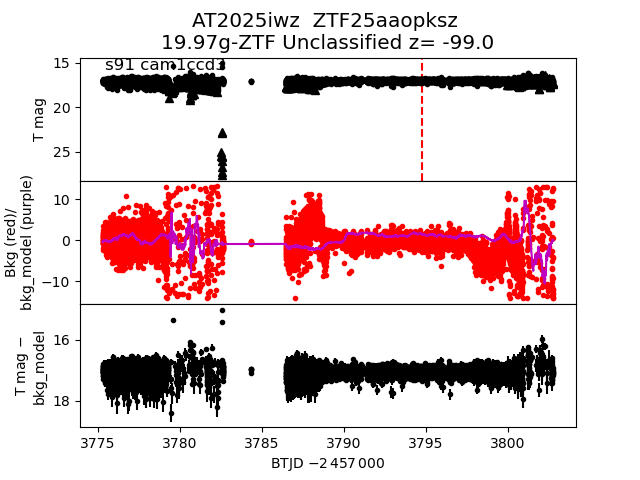 AT2025iwz  ZTF25aaopksz
19.97g-ZTF Unclassified z= -99.0
s91 cam1ccd3
15
20
25
T mag
10
0
−10
Bkg (red)/
bkg_model (purple)
16
18
T mag −
bkg_model
3775
3780
3785
3790
3795
3800
BTJD −2 457 000